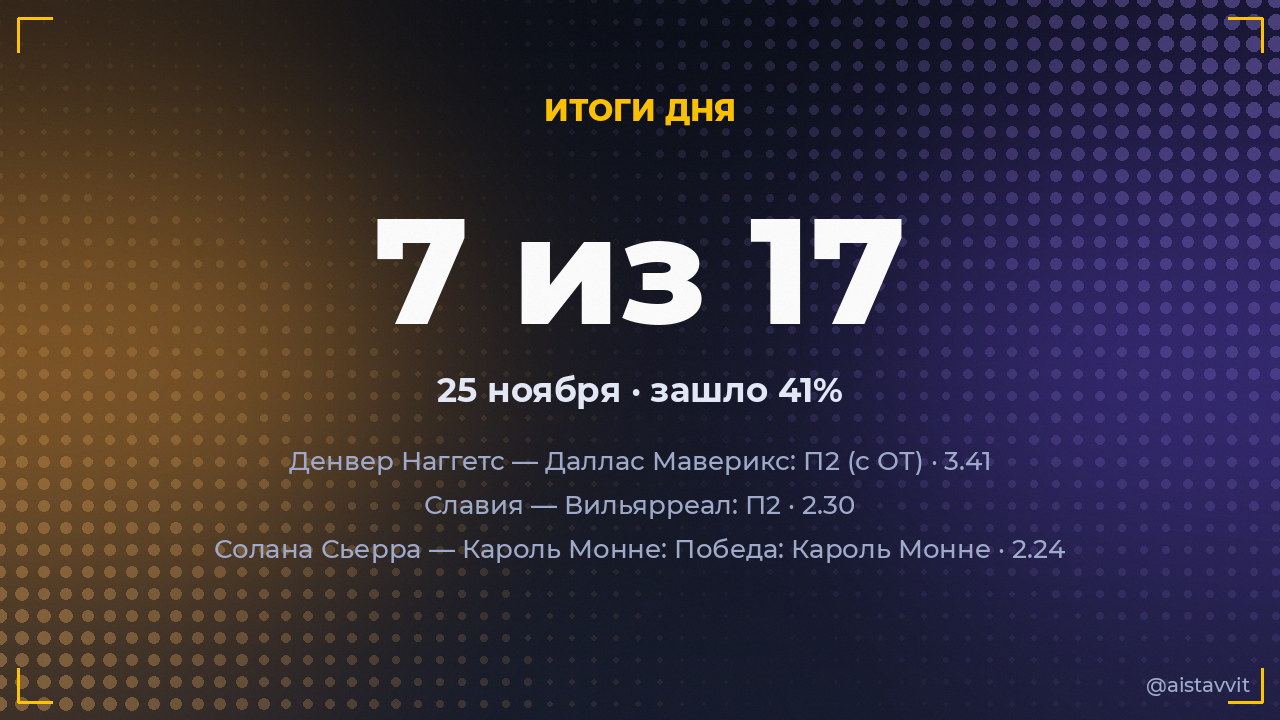 ИТОГИ ДНЯ
7 из 17
25 ноября · зашло 41%
Денвер Наггетс — Даллас Маверикс: П2 (с ОТ) · 3.41
Славия — Вильярреал: П2 · 2.30
Солана Сьерра — Кароль Монне: Победа: Кароль Монне · 2.24
@aistavvit